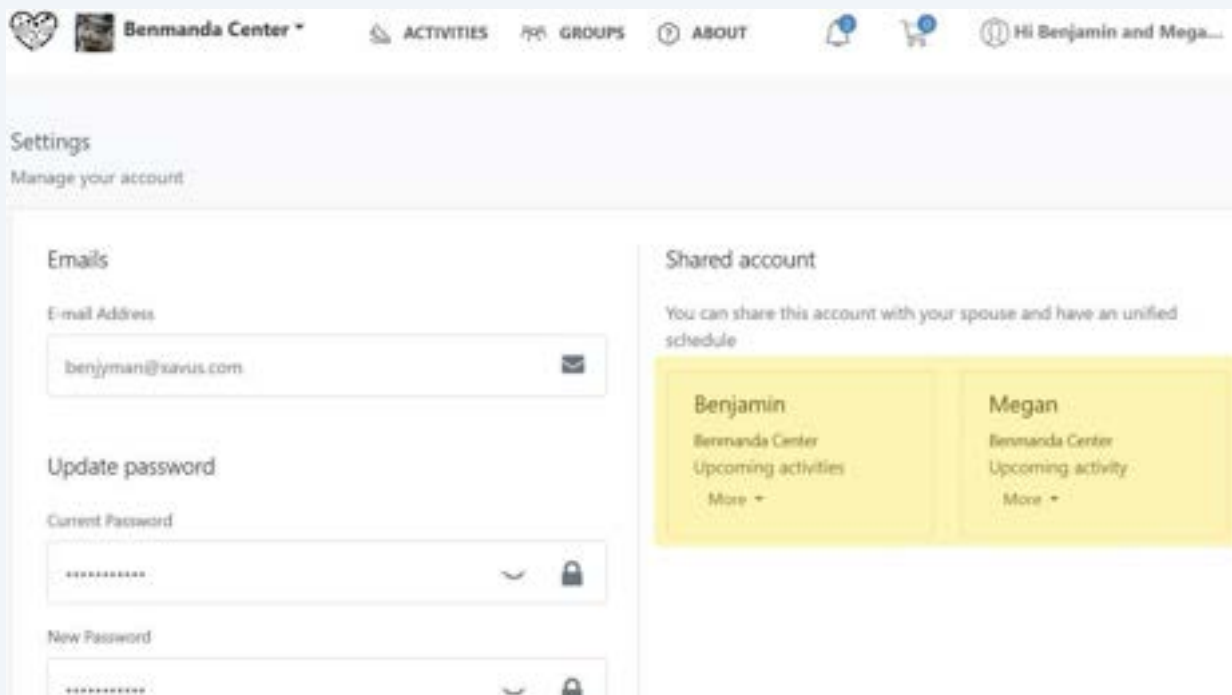 Benmanda Center
ACTIVITIES
GROUPS
ABOUT
0
0
Hi Benjamin and Mega...
Settings
Manage your account
Emails
E-mail Address
benjyman@xavus.com
Update password
Current Password
•••••••••••
New Password
•••••••••••
Shared account
You can share this account with your spouse and have an unified
schedule
Benjamin
Benmanda Center
Upcoming activities
More
Megan
Benmanda Center
Upcoming activity
More